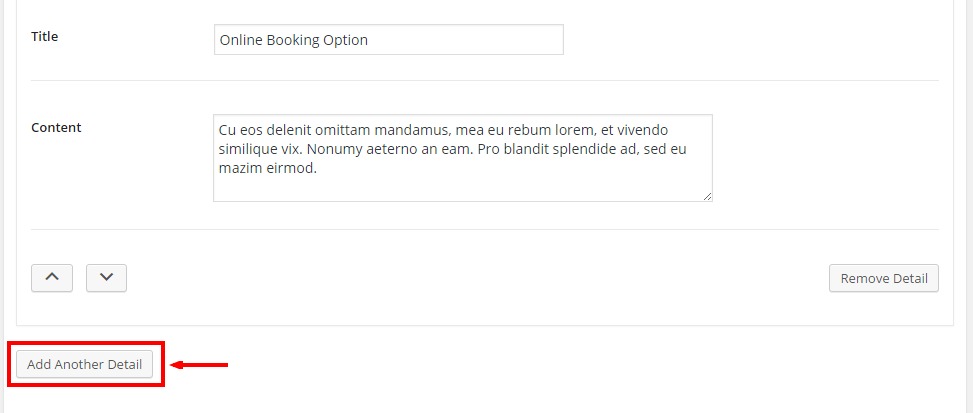 Title
Online Booking Option
Content
Cu eos delenit omittam mandamus, mea eu rebum lorem, et vivendo
similique vix. Nonumy aeterno an eam. Pro blandit splendide ad, sed eu
mazim eirmod.
Remove Detail
Add Another Detail